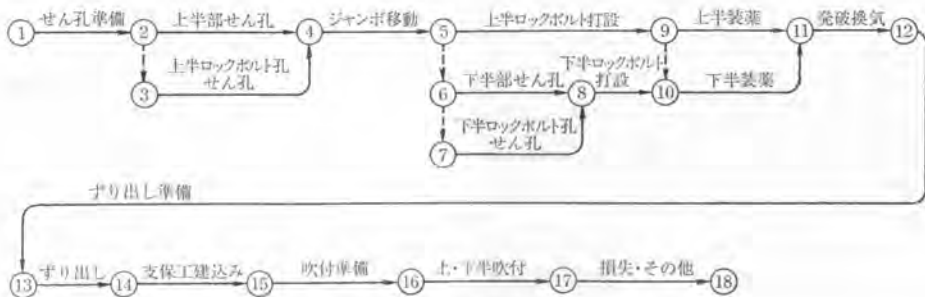 せん孔準備
上半部せん孔
ジャンボ移動
上半ロックボルト打設
上半装薬
発破換気
① ② ④ ⑤ ⑨ ⑪ ⑫
上半ロックボルト孔
せん孔
③
下半部せん孔
下半ロックボルト
打設
下半装薬
⑥ ⑧ ⑩
下半ロックボルト孔
せん孔
⑦
ずり出し準備
ずり出し
支保工建込み
吹付準備
上・下半吹付
損失・その他
⑬ ⑭ ⑮ ⑯ ⑰ ⑱